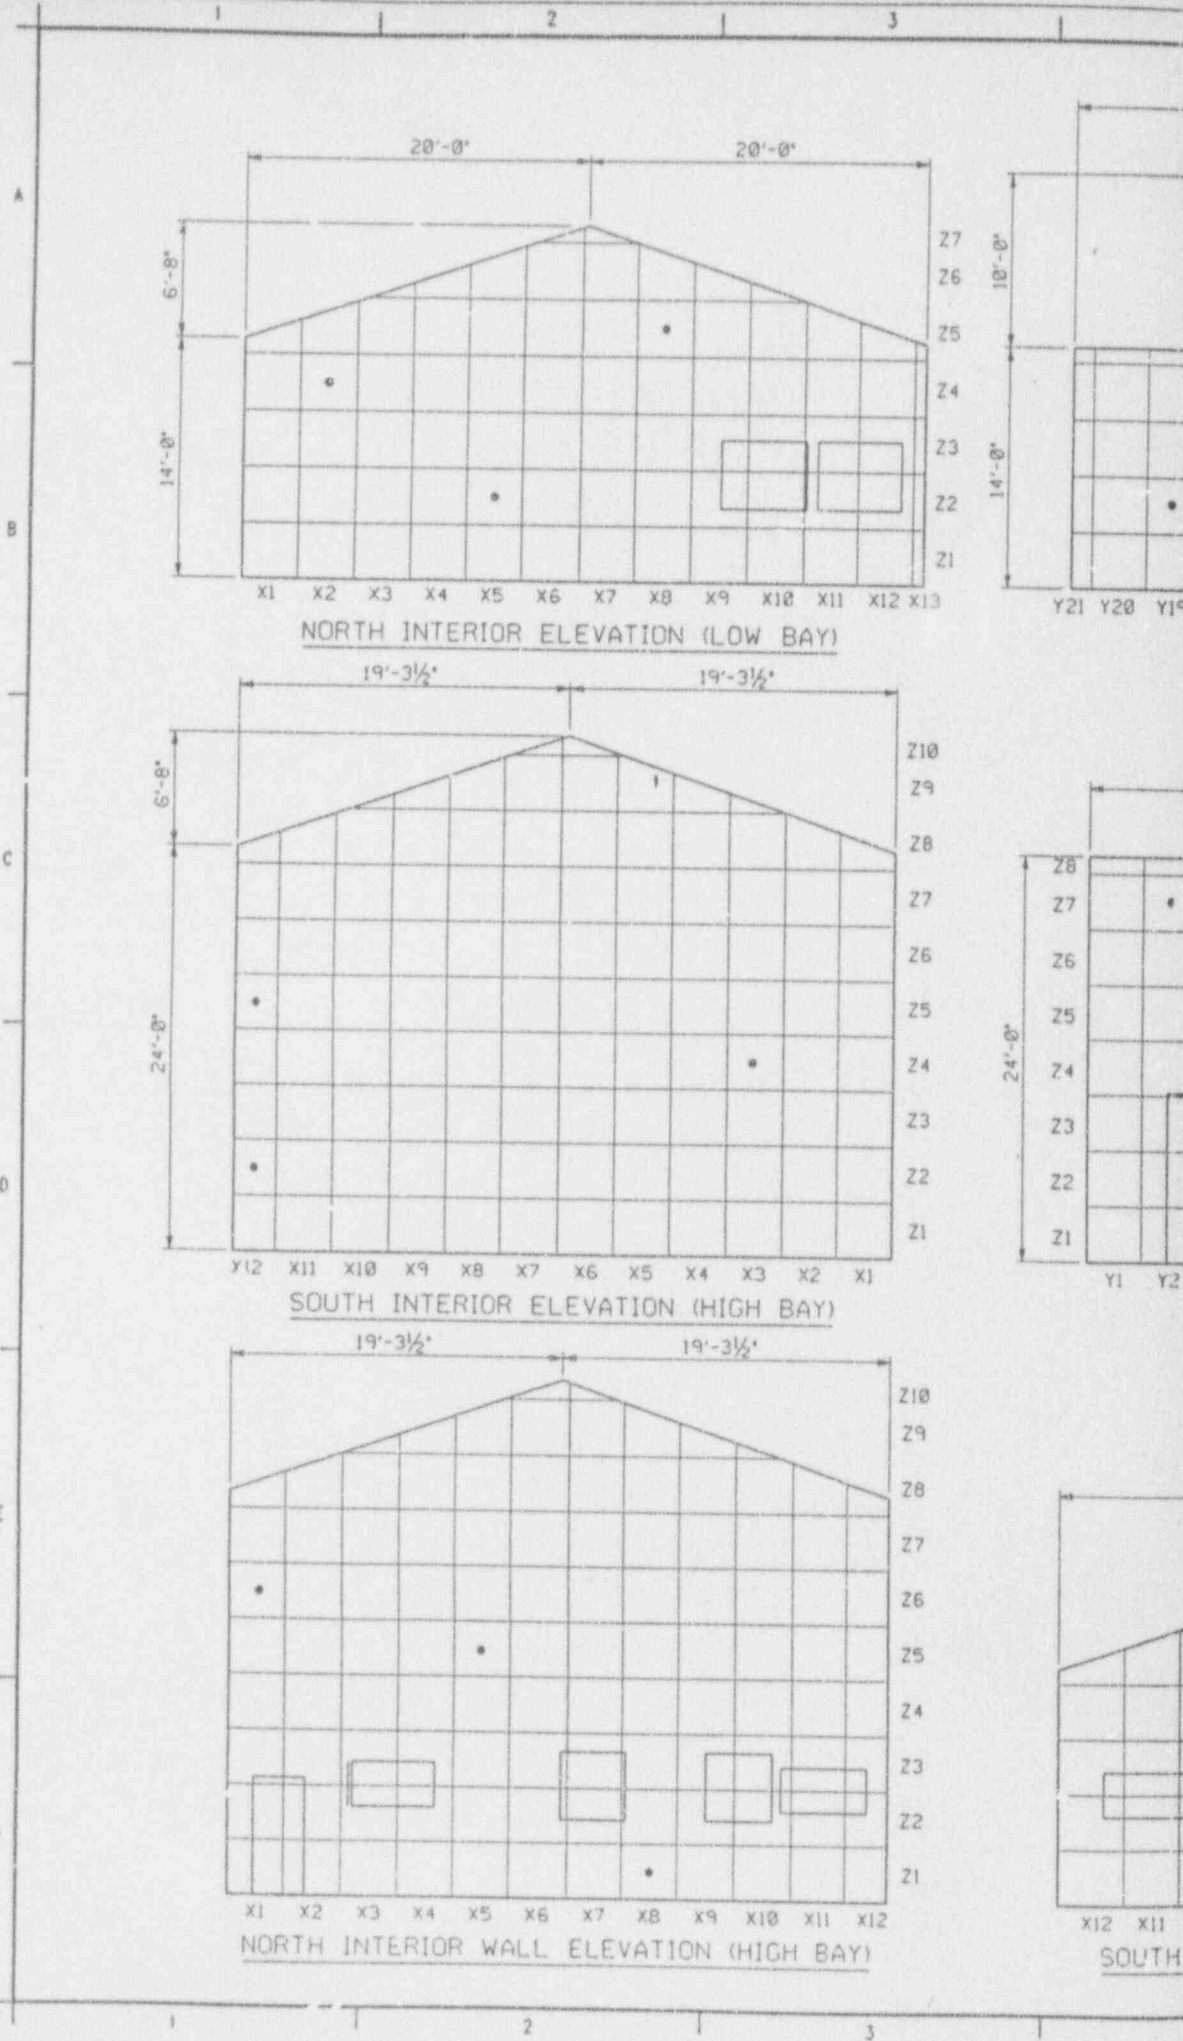 1 2 3
A
20'-0" 20'-0"
6'-8"
14'-0"
Z7
Z6
Z5
Z4
Z3
Z2
Z1
X1 X2 X3 X4 X5 X6 X7 X8 X9 X10 X11 X12 X13
NORTH INTERIOR ELEVATION (LOW BAY)
10'-0"
14'-0"
Y21 Y20
B
19'-3½" 19'-3½"
6'-8"
24'-0"
Z10
Z9
Z8
Z7
Z6
Z5
Z4
Z3
Z2
Z1
Y12 X11 X10 X9 X8 X7 X6 X5 X4 X3 X2 X1
SOUTH INTERIOR ELEVATION (HIGH BAY)
C
24'-0"
Z8
Z7
Z6
Z5
Z4
Z3
Z2
Z1
Y1 Y2
D
19'-3½" 19'-3½"
Z10
Z9
Z8
Z7
Z6
Z5
Z4
Z3
Z2
Z1
X1 X2 X3 X4 X5 X6 X7 X8 X9 X10 X11 X12
NORTH INTERIOR WALL ELEVATION (HIGH BAY)
X12 X11
SOUTH
1 2 3